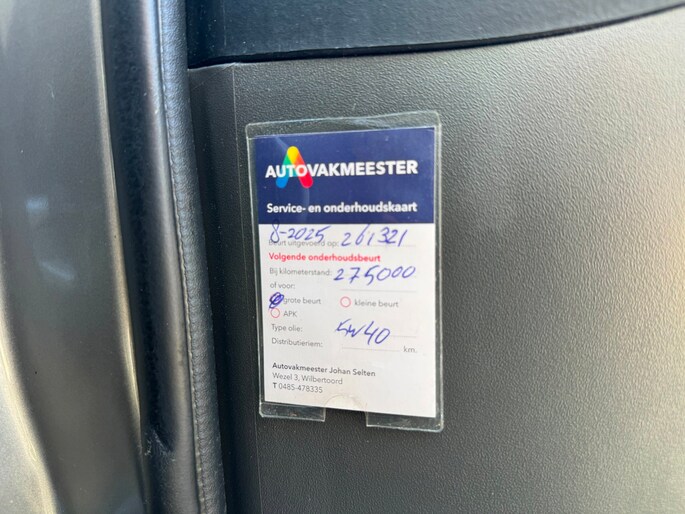 AUTOVAKMEESTER
Service- en onderhoudskaart
8-2025
Beurt uitgevoerd op: 261321
Volgende onderhoudsbeurt
Bij kilometerstand: 275000
of voor:
grote beurt kleine beurt
APK
Type olie: 5W40
Distributieriem: km.
Autovakmeester Johan Selten
Wezel 3, Wilbertoord
T 0485-478335